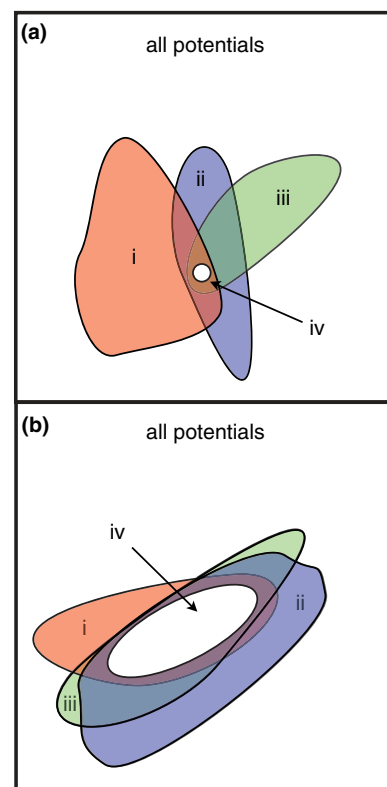 (a)
all potentials
ii
iii
i
iv
(b)
all potentials
iv
i
ii
iii